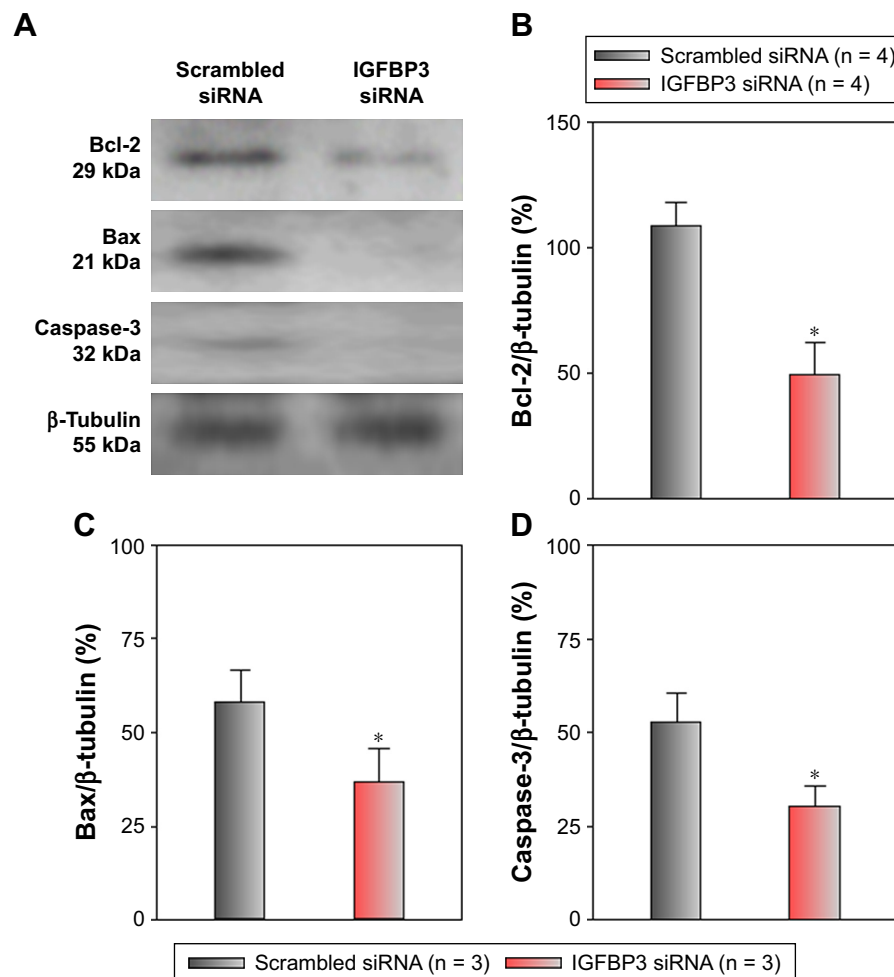 A
Scrambled
siRNA
IGFBP3
siRNA
Bcl-2
29 kDa
Bax
21 kDa
Caspase-3
32 kDa
β-Tubulin
55 kDa
B
Scrambled siRNA (n = 4)
IGFBP3 siRNA (n = 4)
Bcl-2/β-tubulin (%)
150
100
50
0
*
C
Bax/β-tubulin (%)
100
75
50
25
0
*
D
Caspase-3/β-tubulin (%)
100
75
50
25
0
*
Scrambled siRNA (n = 3) IGFBP3 siRNA (n = 3)